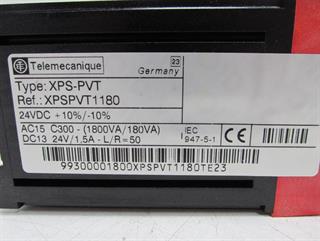 Telemecanique
23
Germany
Type: XPS-PVT
Ref.: XPSPVT1180
24VDC +10%/-10%
AC15 C300 - (1800VA/180VA)
DC13 24V/1,5A - L/R=50
IEC
947-5-1
CE
99300001800XPSPVT1180TE23